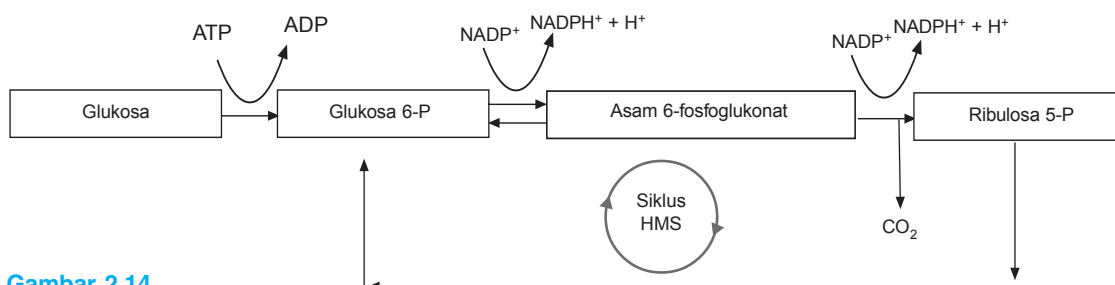 ATP
ADP
NADP⁺
NADPH⁺ + H⁺
NADP⁺
NADPH⁺ + H⁺
Glukosa
Glukosa 6-P
Asam 6-fosfoglukonat
Ribulosa 5-P
Siklus
HMS
CO₂
Gambar 2.14